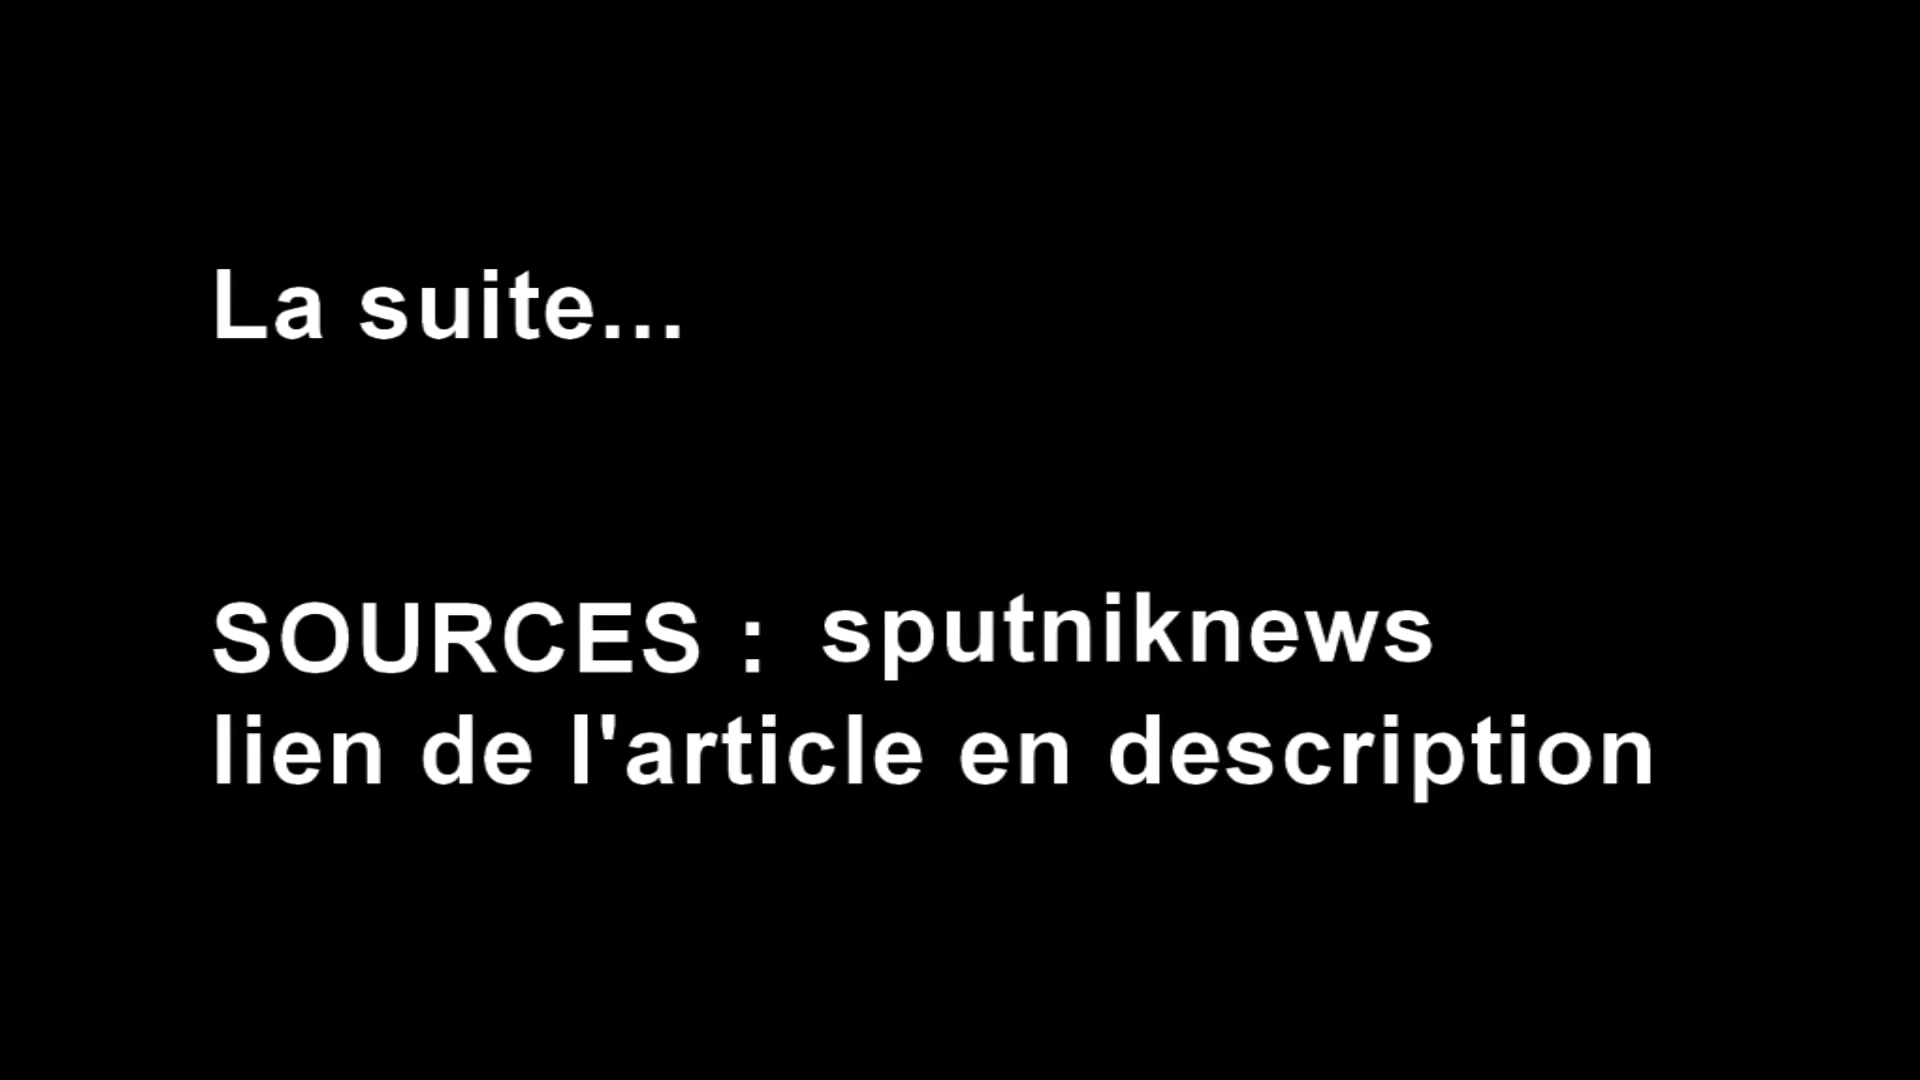 La suite...
SOURCES : sputniknews
lien de l'article en description